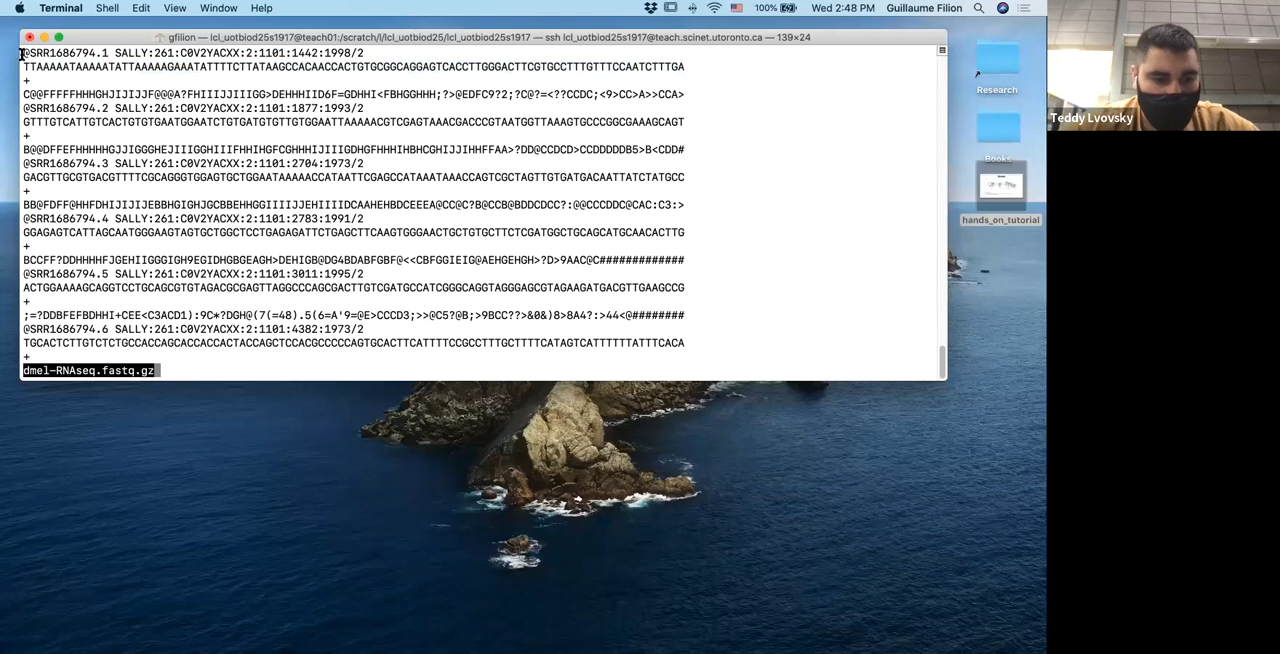 Terminal Shell Edit View Window Help 100% Wed 2:48 PM Guillaume Filion
gfilion — lcl_uotbiod25s1917@teach01:/scratch/l/lcl_uotbiod25/lcl_uotbiod25s1917 — ssh lcl_uotbiod25s1917@teach.scinet.utoronto.ca — 139×24
@SRR1686794.1 SALLY:261:C0V2YACXX:2:1101:1442:1998/2
TTAAAAATAAAAATATTAAAAAGAAATATTTTCTTATAAGCCACAACCACTGTGCGGCAGGAGTCACCTTGGGACTTCGTGCCTTTGTTTCCAATCTTTGA
+
C@@FFFFFHHHGHJIJIJJF@@@A?FHIIIJIJIIIGG>DEHHHIID6F=GDHHI<FBHGGHHH;?>@EDFC9?2;?C@?=<??CCDC;<9>CC>A>>CCA>
@SRR1686794.2 SALLY:261:C0V2YACXX:2:1101:1877:1993/2
GTTTGTCATTGTCACTGTGTGAATGGAATCTGTGATGTGTTGTGGAATTAAAAACGTCAGTAAACGACCCGTAATGGTTAAAGTGCCCGGCGAAAGCAGT
+
B@@DFFEFHHHHHGJJIGGGHEJIIIGGHIIIFHHIHGFCGHHHIJIIIGDHGFHHHIHBHCGHIJJIHHFFAA>?DD@CCDCD>CCDDDDDB5>B<CDD#
@SRR1686794.3 SALLY:261:C0V2YACXX:2:1101:2704:1973/2
GACGTTGCGTGACGTTTTCGCAGGGTGGAGTGCTGGAATAAAAACCATAATTCGAGCCATAAATAAACCAGTCGCTAGTTGTGATGACAATTATCTATGCC
+
BB@FDFF@HHFDHIJIJIJEBBHGIGHJGCBBEHHGGIIIIJIEHIIIIDCAAHEHBDCEEEA@CC@C?B@CCB@BDDCDCC?:@@CCCDDC@CAC:C3:>
@SRR1686794.4 SALLY:261:C0V2YACXX:2:1101:2783:1991/2
GGAGAGTCATTAGCAATGGGAAGTAGTGCTGGCTCCTGAGAGATTCTGAGCTTCAAGTGGGAACTGCTGTGCTTCTCGATGGCTGCAGCATGCAACACTTG
+
BCCFF?DDHHHHFJGEHIIGGGIGH9EGIDHGBGEAGH>DEHIGB@DG4BDABFGBF@<<CBFGGIEIG@AEHGEHGH>?D>9AAC@C#############
@SRR1686794.5 SALLY:261:C0V2YACXX:2:1101:3011:1995/2
ACTGGAAAAGCAGGTCCTGCAGCGTGTAGACGCGAGTTAGGCCCAGCGACTTGTCGATGCCATCGGGCAGGTAGGGAGCGTAGAAGATGACGTTGAAGCCG
+
;=?DDBFEFBDHHI+CEE<C3ACD1):9C*?DGH@(7(=48).5(6=A'9=@E>CCCD3;>>@C5?@B;>9BCC??>&0&)8>8A4?:>44<@########
@SRR1686794.6 SALLY:261:C0V2YACXX:2:1101:4382:1973/2
TGCACTCTTGTCTCTGCCACCAGCACCACCACTACCAGCTCCACGCCCCCAGTGCACTTCATTTTCCGCCTTTGCTTTTCATAGTCATTTTTTATTTCACA
+
dmel-RNAseq.fastq.gz
Research
Books
hands_on_tutorial
Teddy Lvovsky